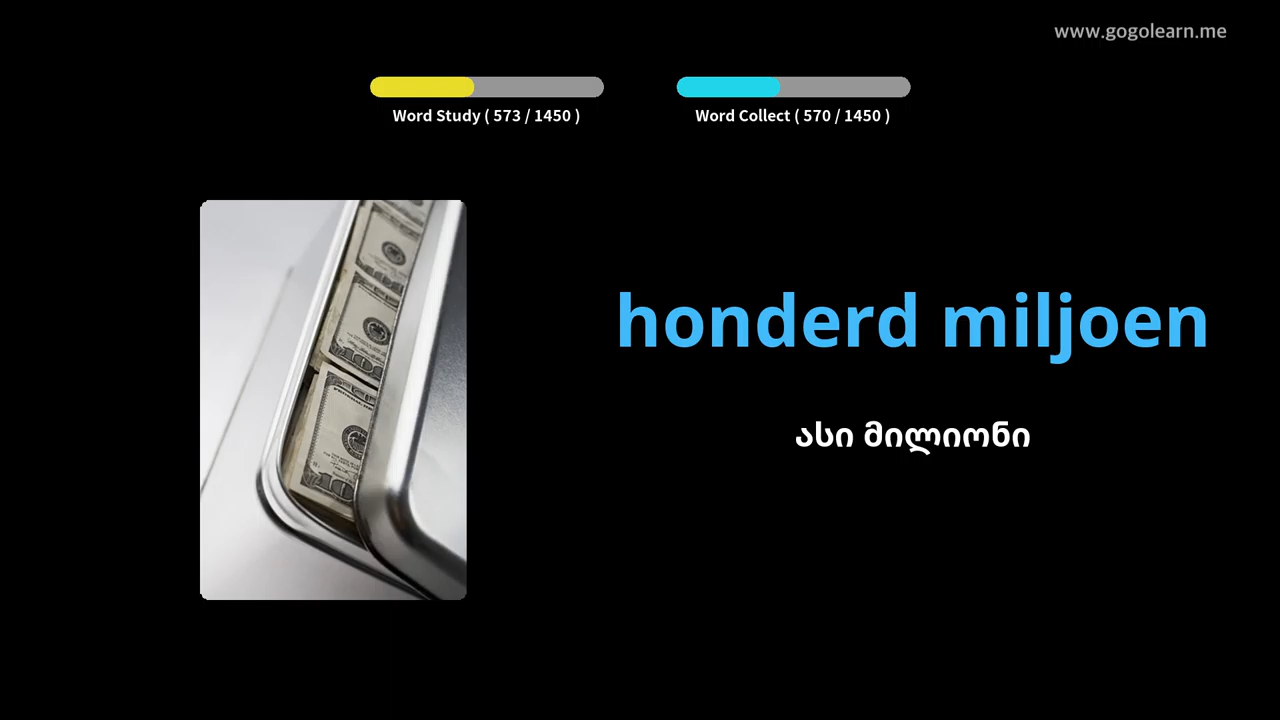 www.gogolearn.me
Word Study ( 573 / 1450 )
Word Collect ( 570 / 1450 )
honderd miljoen
ასი მილიონი